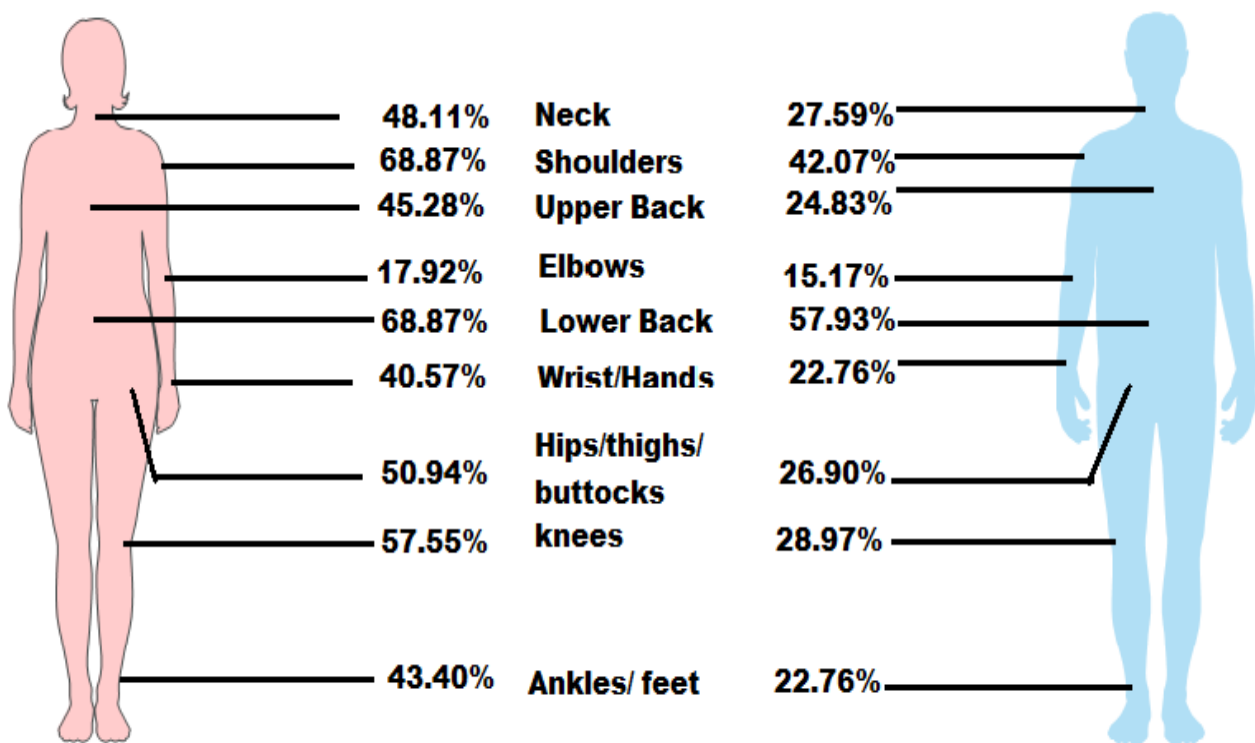 48.11% Neck 27.59%
68.87% Shoulders 42.07%
45.28% Upper Back 24.83%
17.92% Elbows 15.17%
68.87% Lower Back 57.93%
40.57% Wrist/Hands 22.76%
Hips/thighs/
50.94% buttocks 26.90%
57.55% knees 28.97%
43.40% Ankles/ feet 22.76%